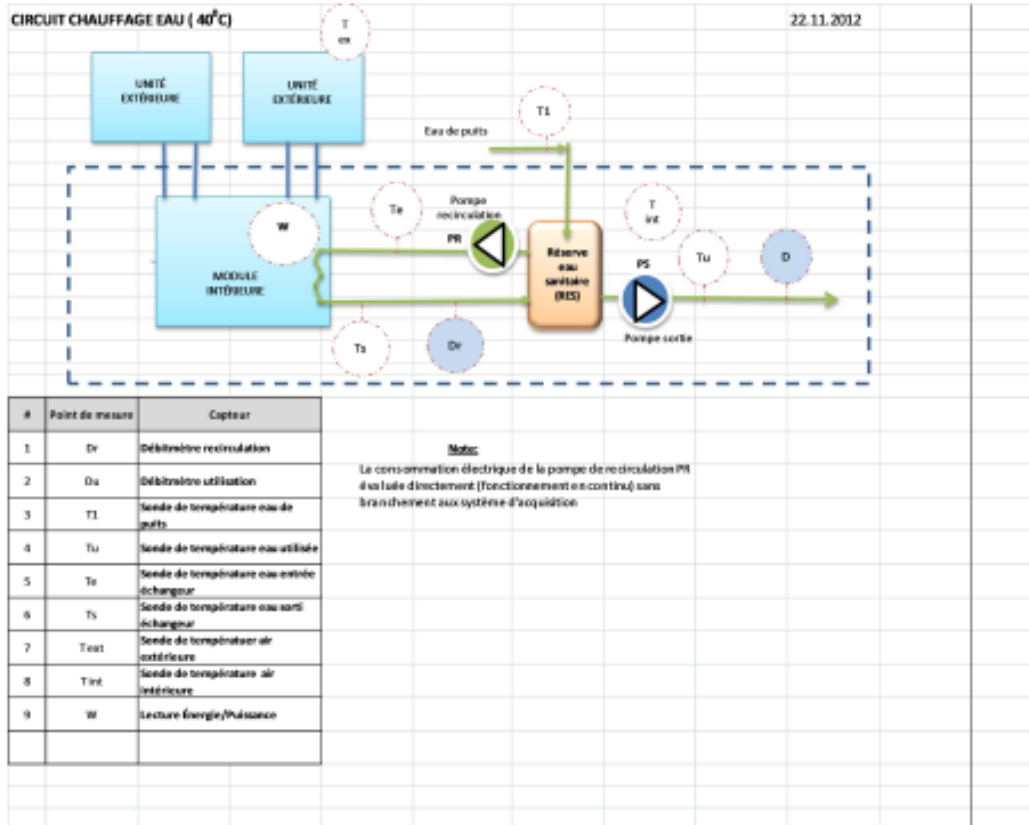 CIRCUIT CHAUFFAGE EAU ( 40°C)
22.11.2012
T
ex
UNITÉ
EXTÉRIEURE
UNITÉ
EXTÉRIEURE
T1
Eau de puits
Te
Pompe
recirculation
T
int
W
PR
Réserve
eau
sanitaire
(RES)
PS
Tu
D
MODULE
INTÉRIEURE
Pompe sortie
Ts
Dr
# Point de mesure Capteur
1 Dr Débitmètre recirculation
2 Du Débitmètre utilisation
3 T1 Sonde de température eau de
puits
4 Tu Sonde de température eau utilisée
5 Te Sonde de température eau entrée
échangeur
6 Ts Sonde de température eau sorti
échangeur
7 Text Sonde de températuer air
extérieure
8 T int Sonde de température air
intérieure
9 W Lecture Énergie/Puissance
Note:
La consommation électrique de la pompe de recirculation PR
évaluée directement (fonctionnement en continu) sans
branchement aux système d'acquisition